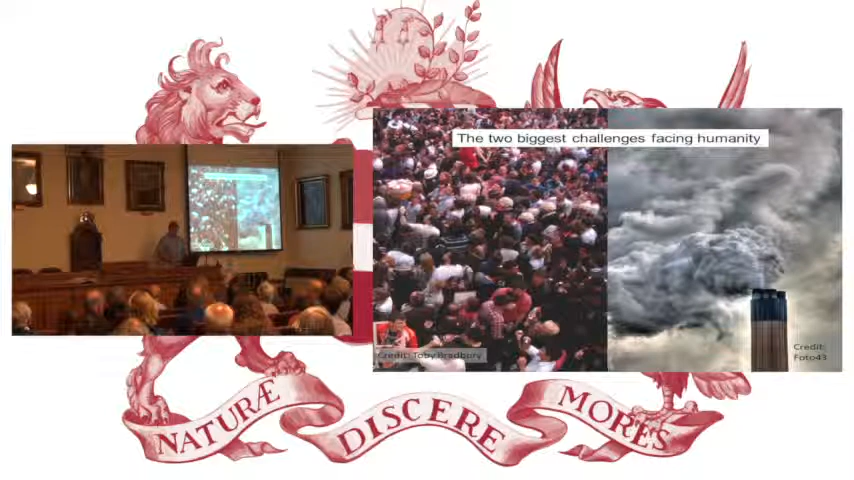 The two biggest challenges facing humanity
Credit: Toby Bradbury
Credit:
Foto43
NATURÆ DISCERE MORES